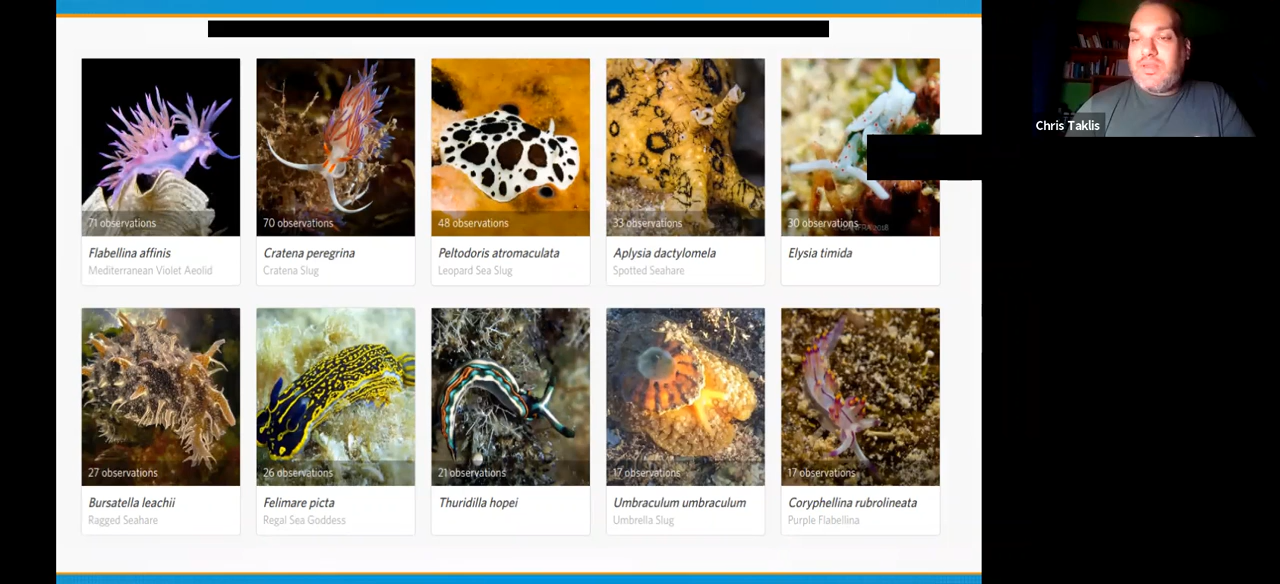 Chris Taklis
71 observations
70 observations
48 observations
33 observations
30 observations
Flabellina affinis
Cratena peregrina
Peltodoris atromaculata
Aplysia dactylomela
Elysia timida
Mediterranean Violet Aeolid
Cratena Slug
Leopard Sea Slug
Spotted Seahare
27 observations
26 observations
21 observations
17 observations
17 observations
Bursatella leachii
Felimare picta
Thuridilla hopei
Umbraculum umbraculum
Coryphellina rubrolineata
Ragged Seahare
Regal Sea Goddess
Umbrella Slug
Purple Flabellina